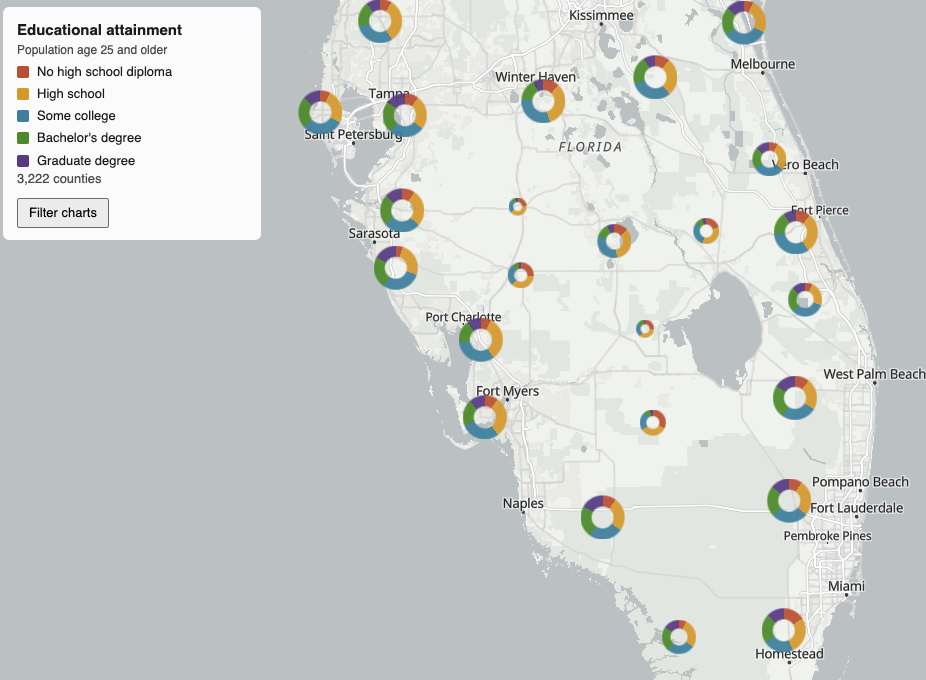 Educational attainment
Population age 25 and older
No high school diploma
High school
Some college
Bachelor's degree
Graduate degree
3,222 counties
Filter charts
Kissimmee
Melbourne
Winter Haven
Tampa
Saint Petersburg
FLORIDA
Vero Beach
Fort Pierce
Sarasota
Port Charlotte
West Palm Beach
Fort Myers
Pompano Beach
Naples
Fort Lauderdale
Pembroke Pines
Miami
Homestead